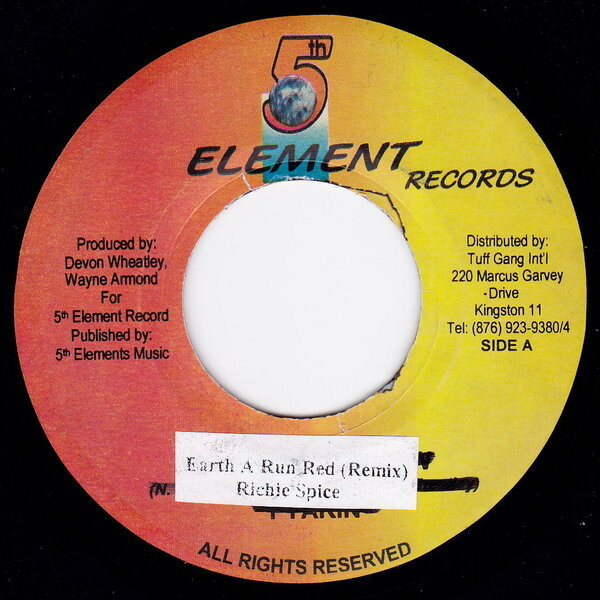 5th
ELEMENT
RECORDS
Produced by:
Devon Wheatley,
Wayne Armond
For
5th Element Record
Published by:
5th Elements Music
Distributed by:
Tuff Gang Int'l
220 Marcus Garvey
-Drive
Kingston 11
Tel: (876) 923-9380/4
SIDE A
Earth A Run Red (Remix)
Richie Spice
(N.
ALL RIGHTS RESERVED